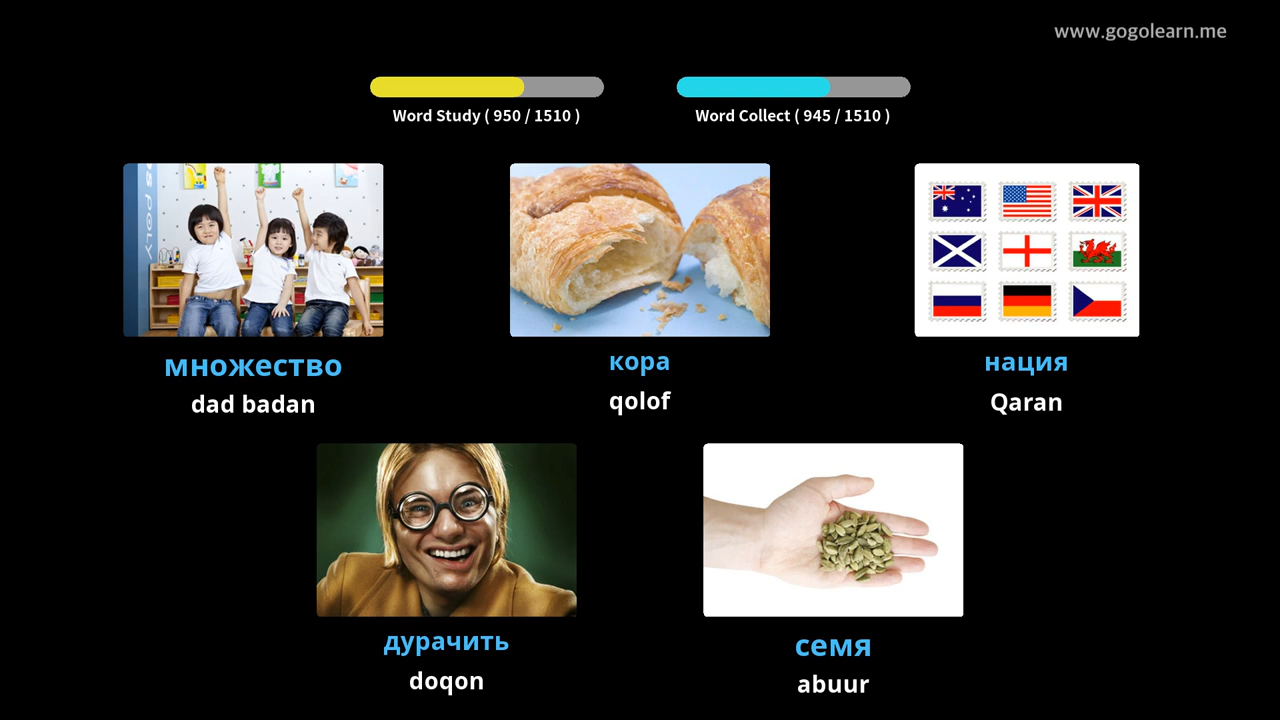 www.gogolearn.me
Word Study ( 950 / 1510 )
Word Collect ( 945 / 1510 )
множество
dad badan
кора
qolof
нация
Qaran
дурачить
doqon
семя
abuur